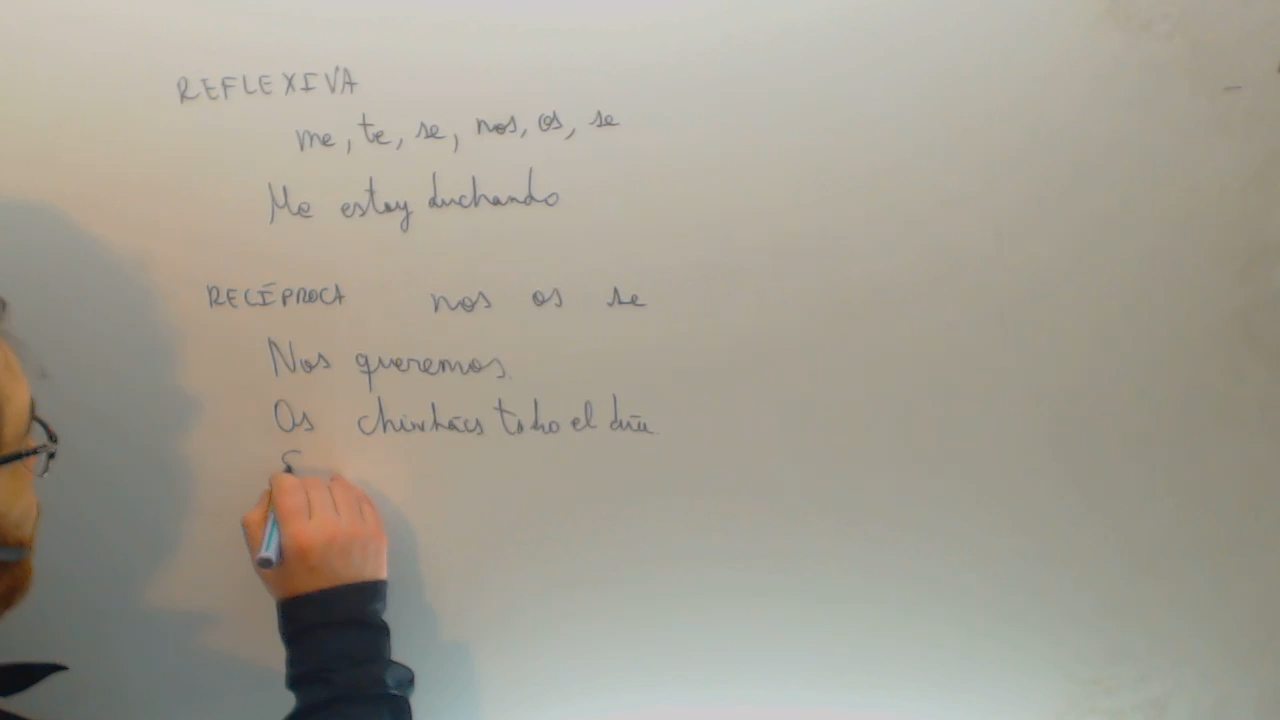 REFLEXIVA
me, te, se, nos, os, se
Me estoy duchando
RECÍPROCA nos os se
Nos queremos.
Os chincháis todo el día.
S